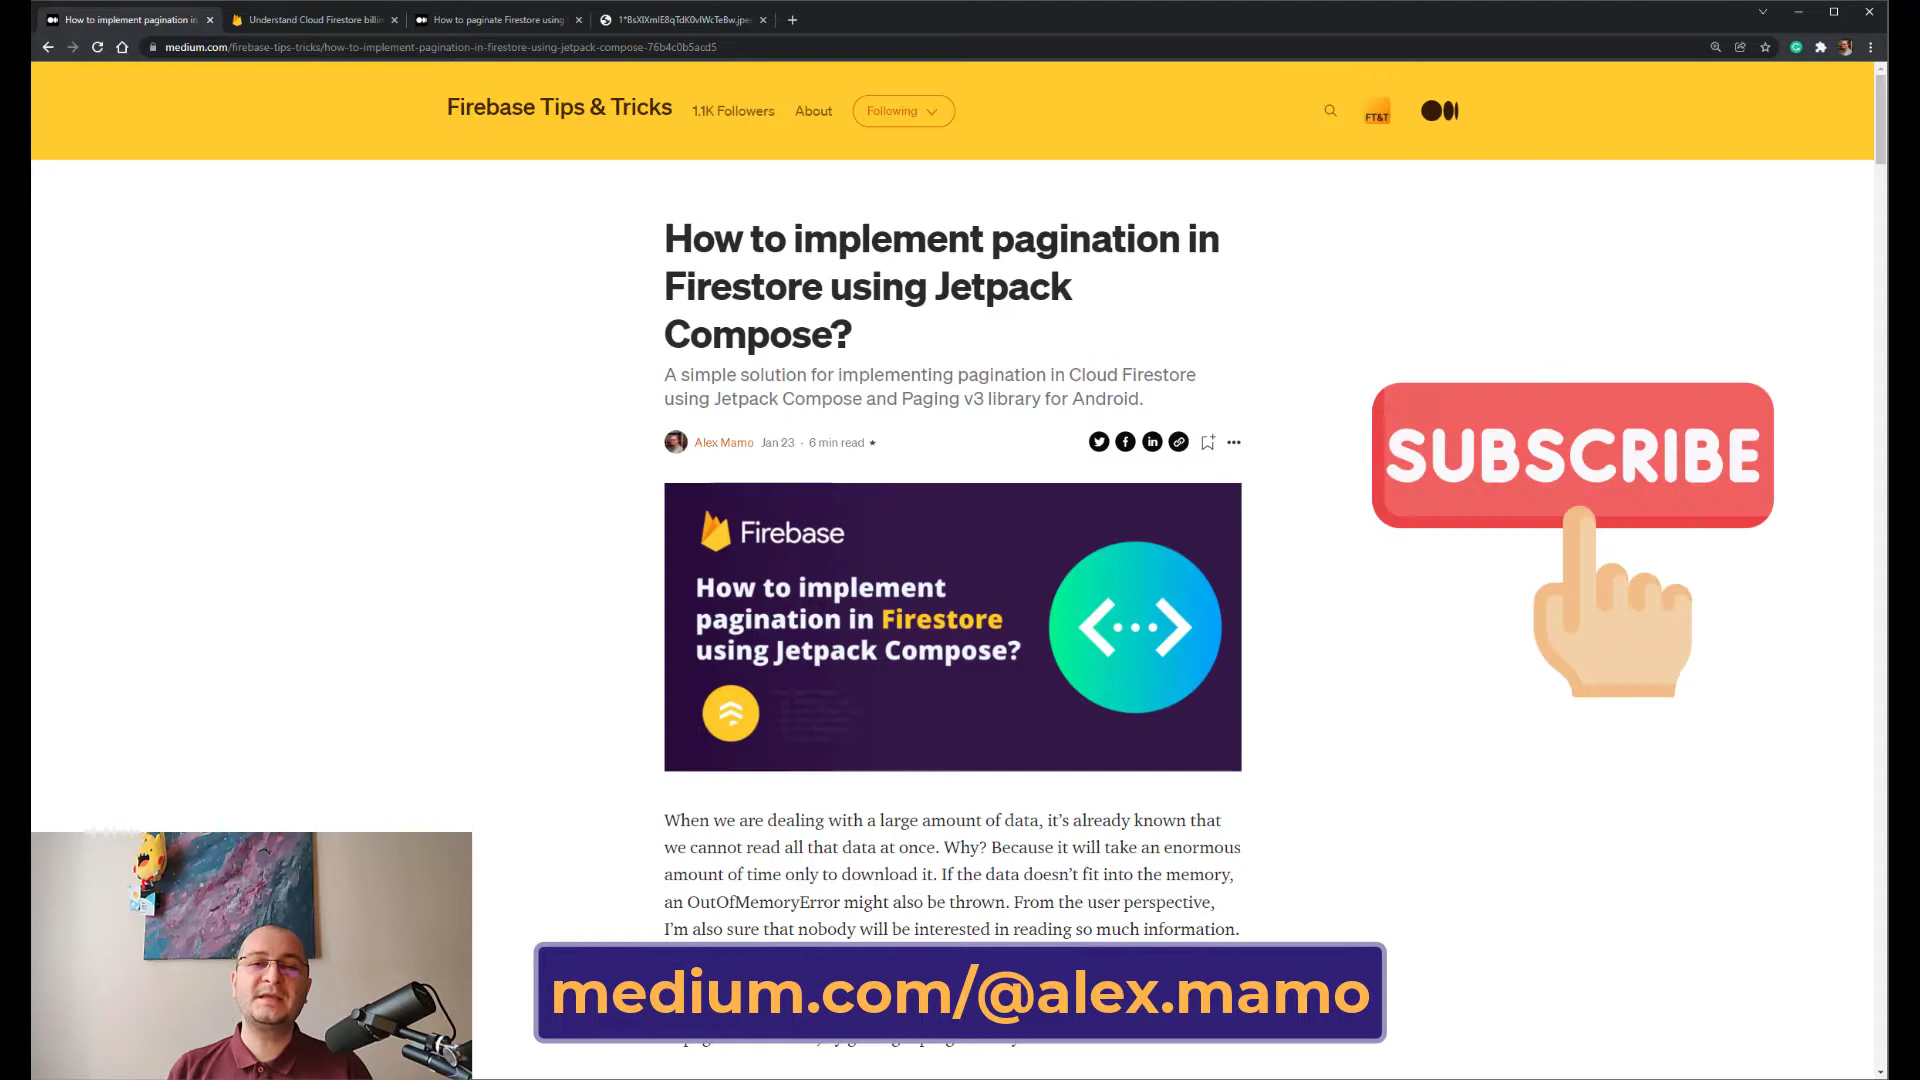 How to implement pagination in
Understand Cloud Firestore billin
How to paginate Firestore using
medium.com/firebase-tips-tricks/how-to-implement-pagination-in-firestore-using-jetpack-compose-76b4c0b5acd5
Firebase Tips & Tricks
1.1K Followers
About
Following
FT&T
How to implement pagination in
Firestore using Jetpack
Compose?
A simple solution for implementing pagination in Cloud Firestore
using Jetpack Compose and Paging v3 library for Android.
Alex Mamo Jan 23 · 6 min read
SUBSCRIBE
Firebase
How to implement
pagination in Firestore
using Jetpack Compose?
When we are dealing with a large amount of data, it’s already known that
we cannot read all that data at once. Why? Because it will take an enormous
amount of time only to download it. If the data doesn’t fit into the memory,
an OutOfMemoryError might also be thrown. From the user perspective,
I’m also sure that nobody will be interested in reading so much information.
medium.com/@alex.mamo